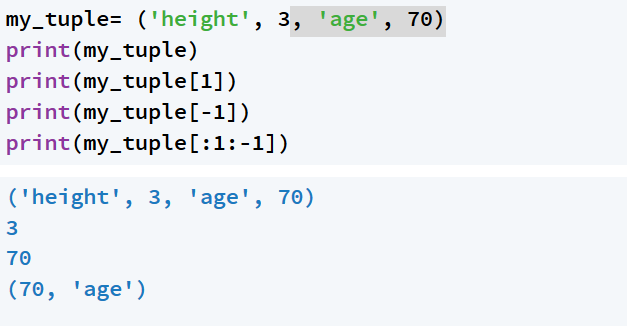 my_tuple= ('height', 3, 'age', 70)
print(my_tuple)
print(my_tuple[1])
print(my_tuple[-1])
print(my_tuple[:1:-1])
('height', 3, 'age', 70)
3
70
(70, 'age')